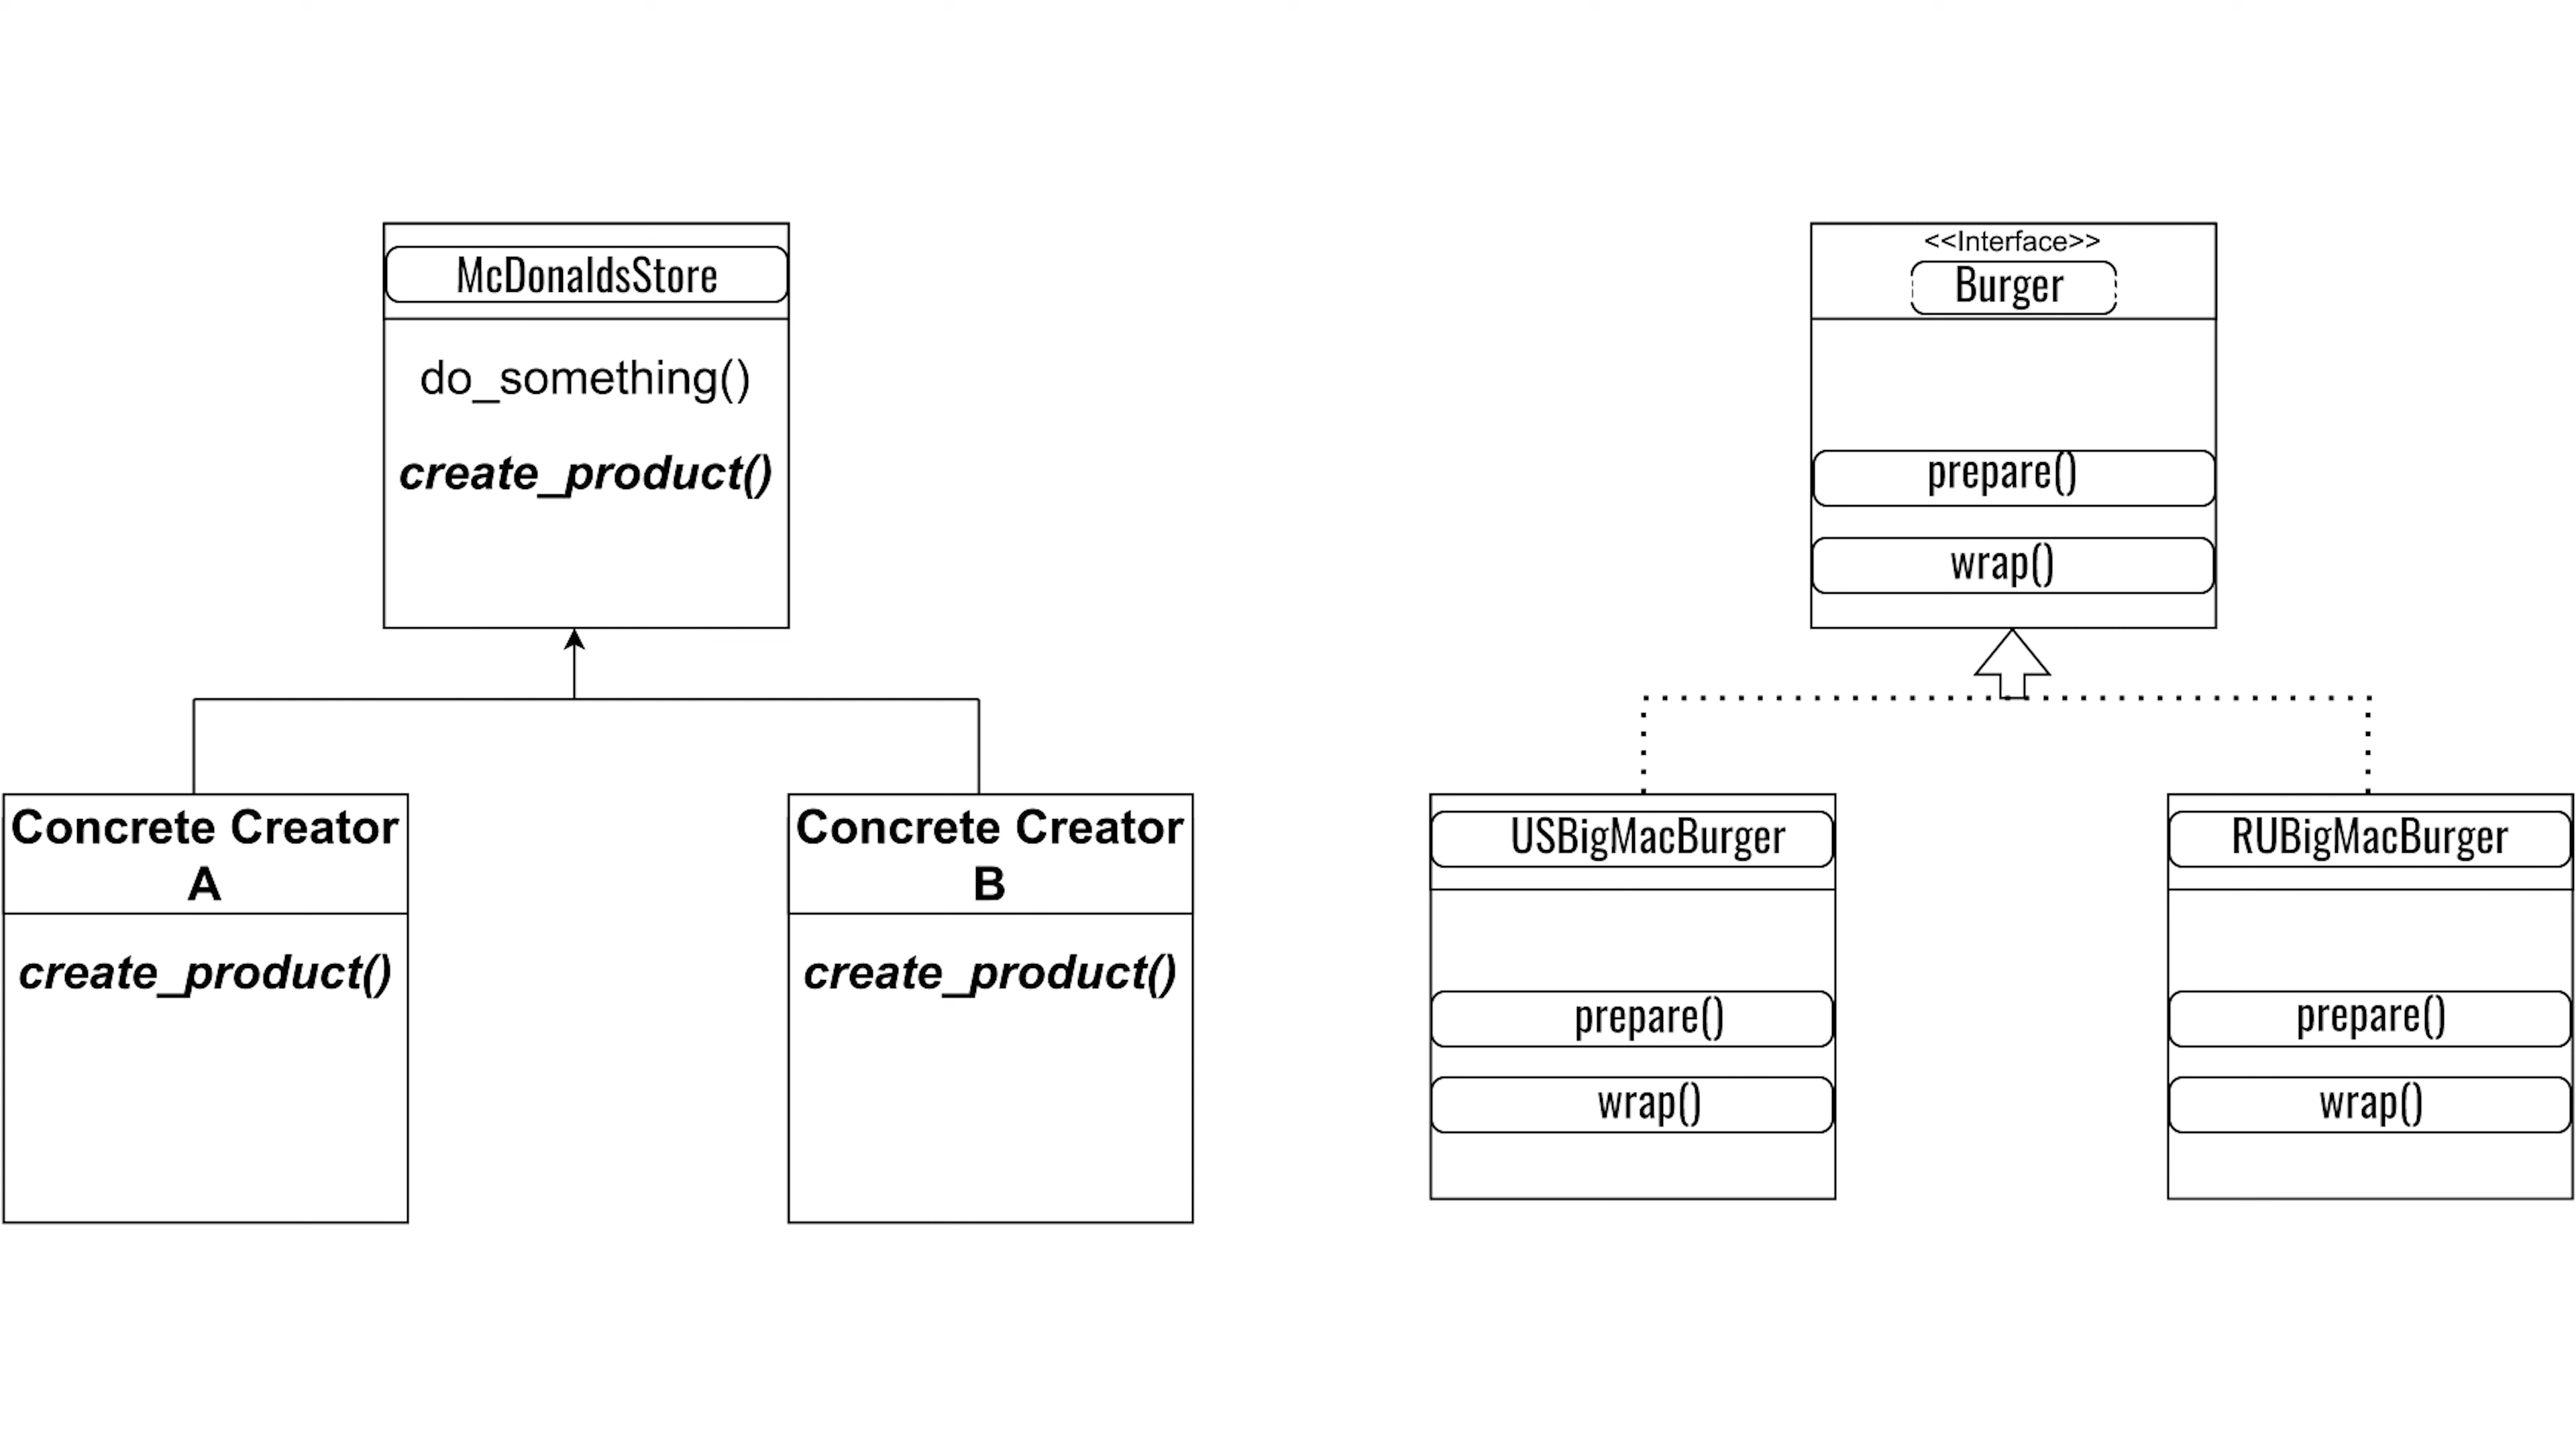 McDonaldsStore
do_something()
create_product()
Concrete Creator
A
create_product()
Concrete Creator
B
create_product()
<<Interface>>
Burger
prepare()
wrap()
USBigMacBurger
prepare()
wrap()
RUBigMacBurger
prepare()
wrap()